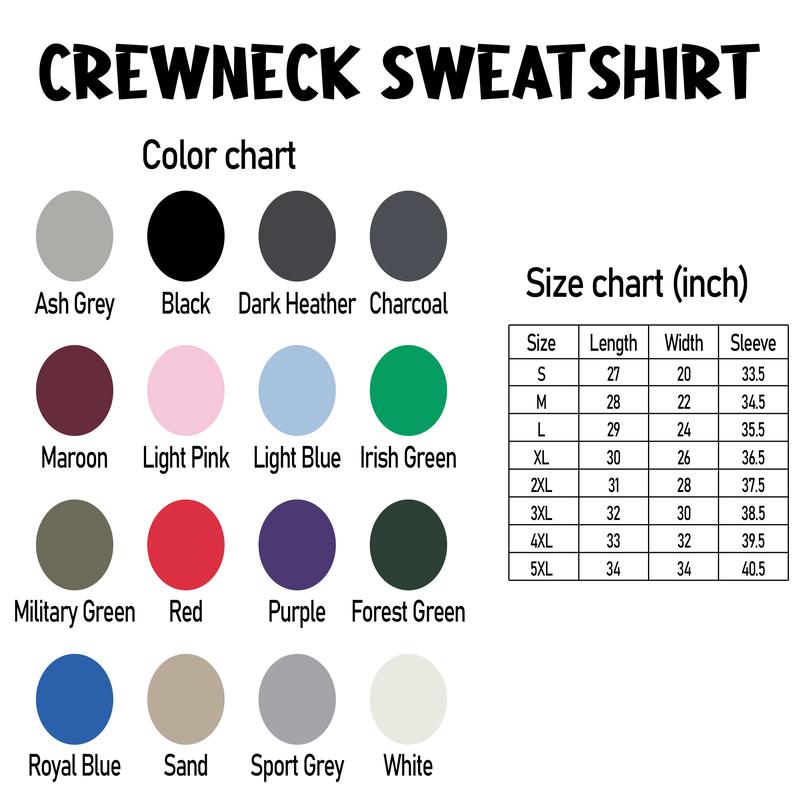 CREWNECK SWEATSHIRT
Color chart
Ash Grey Black Dark Heather Charcoal
Maroon Light Pink Light Blue Irish Green
Military Green Red Purple Forest Green
Royal Blue Sand Sport Grey White
Size chart (inch)
Size Length Width Sleeve
S 27 20 33.5
M 28 22 34.5
L 29 24 35.5
XL 30 26 36.5
2XL 31 28 37.5
3XL 32 30 38.5
4XL 33 32 39.5
5XL 34 34 40.5